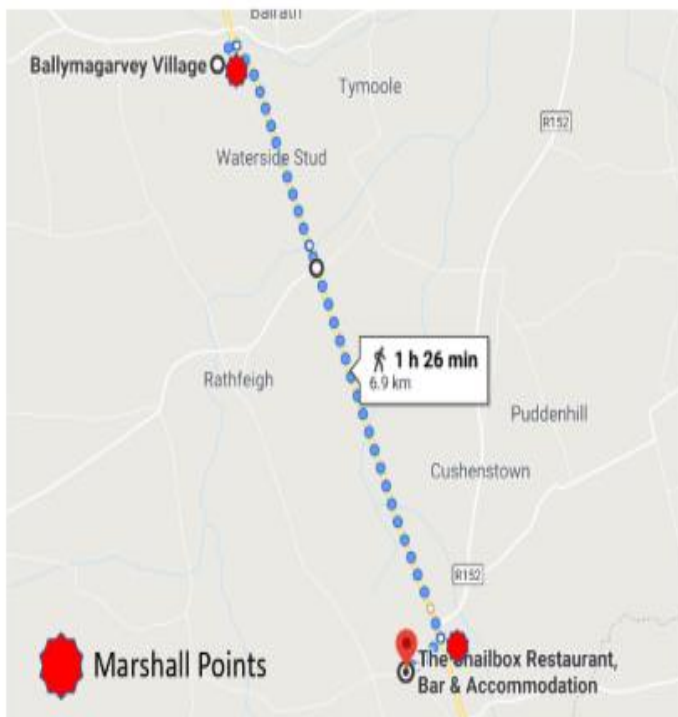 Balrath
Ballymagarvey Village
Tymoole
R152
Waterside Stud
1 h 26 min
6.9 km
Rathfeigh
Puddenhill
Cushenstown
R152
The Snailbox Restaurant,
Bar & Accommodation
Marshall Points